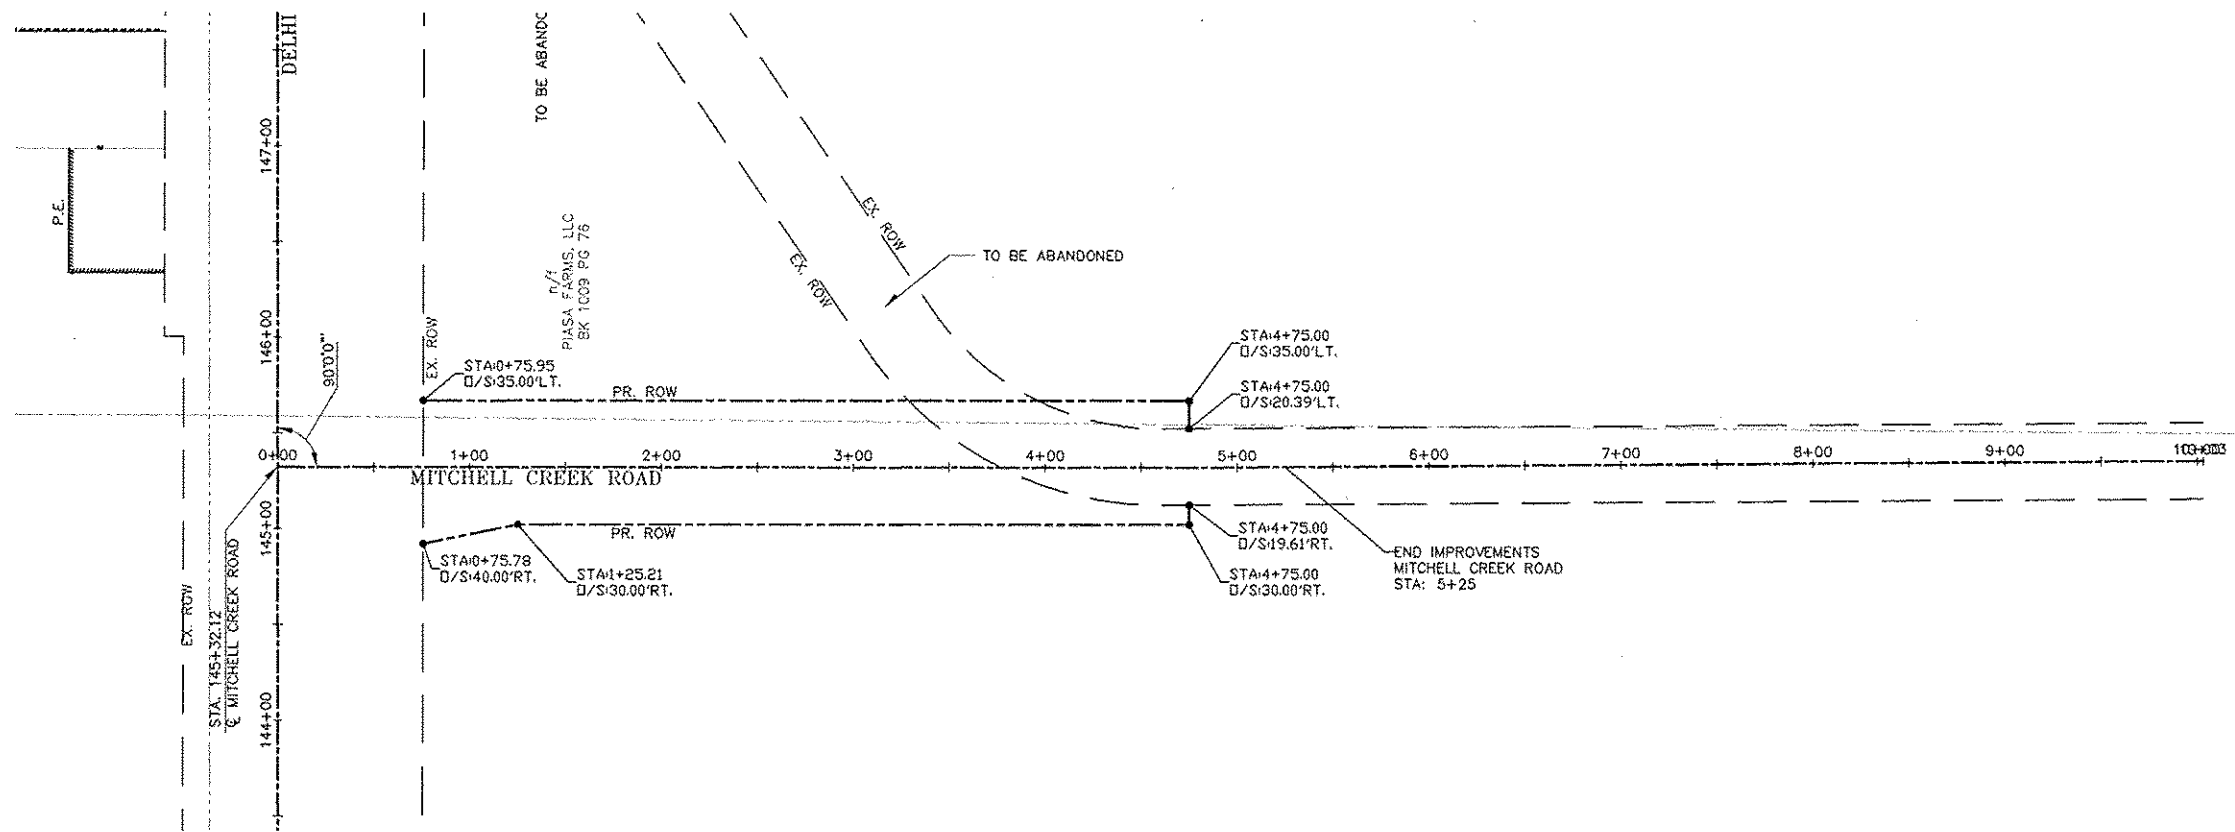 DELHI
TO BE ABANDO
147+00
146+00
145+00
144+00
P.E.
n/f
PIASA FARMS, LLC
BK 1009 PG 76
EX. ROW
EX. ROW
EX. ROW
EX. ROW
TO BE ABANDONED
90°0'0"
STA:0+75.95
O/S:35.00'LT.
PR. ROW
STA:4+75.00
O/S:35.00'LT.
STA:4+75.00
O/S:20.39'LT.
0+00
1+00
2+00
3+00
4+00
5+00
6+00
7+00
8+00
9+00
MITCHELL CREEK ROAD
STA:0+75.78
O/S:40.00'RT.
STA:1+25.21
O/S:30.00'RT.
PR. ROW
STA:4+75.00
O/S:19.61'RT.
STA:4+75.00
O/S:30.00'RT.
END IMPROVEMENTS
MITCHELL CREEK ROAD
STA: 5+25
STA. 145+32.12
℄ MITCHELL CREEK ROAD